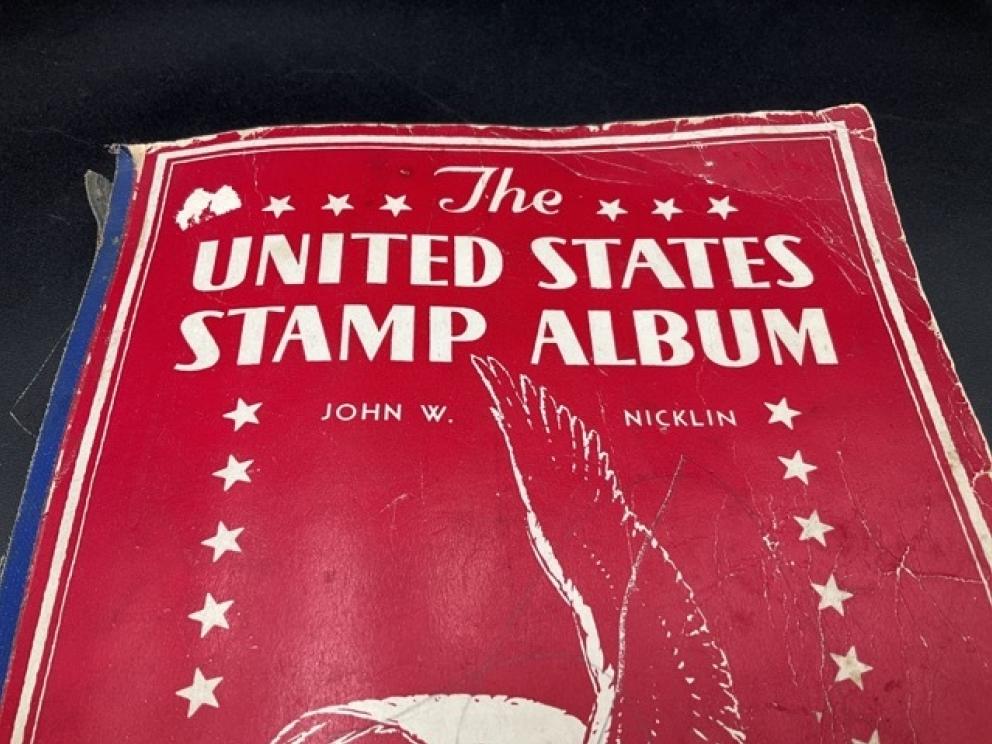 The
UNITED STATES
STAMP ALBUM
JOHN W. NICKLIN